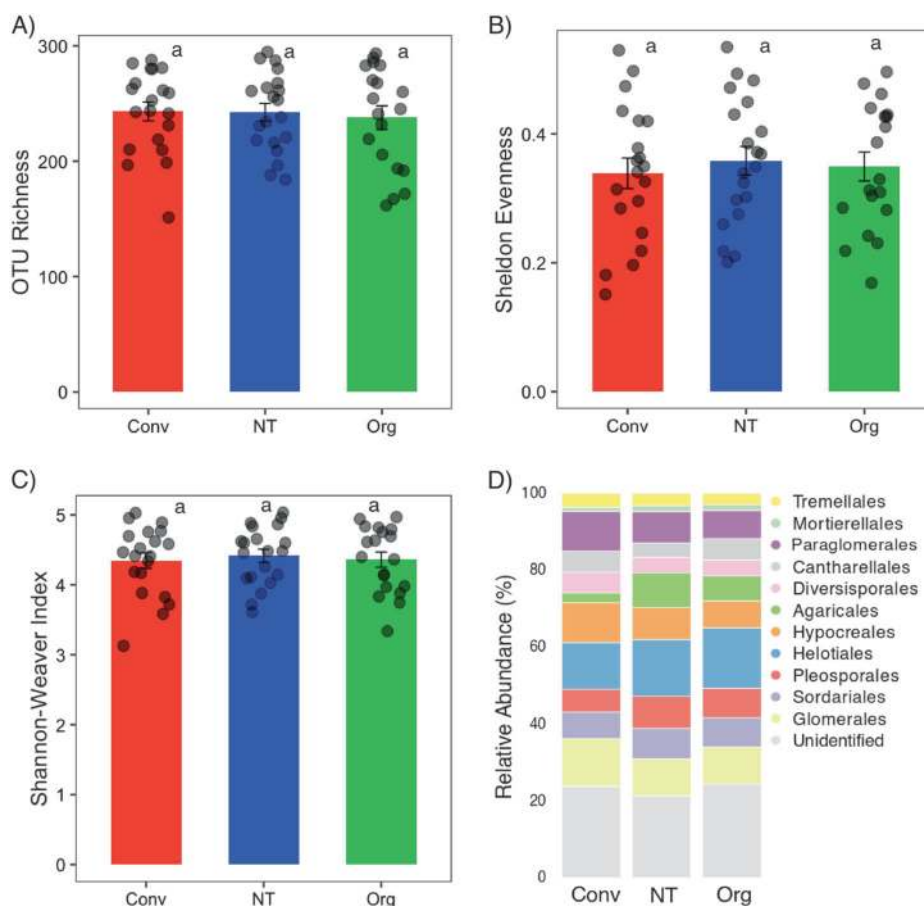 A)
OTU Richness
300
200
100
0
a
a
a
Conv
NT
Org
B)
Sheldon Evenness
0.4
0.2
0.0
a
a
a
Conv
NT
Org
C)
Shannon-Weaver Index
5
4
3
2
1
0
a
a
a
Conv
NT
Org
D)
Relative Abundance (%)
100
80
60
40
20
0
Conv
NT
Org
Tremellales
Mortierellales
Paraglomerales
Cantharellales
Diversisporales
Agaricales
Hypocreales
Helotiales
Pleosporales
Sordariales
Glomerales
Unidentified